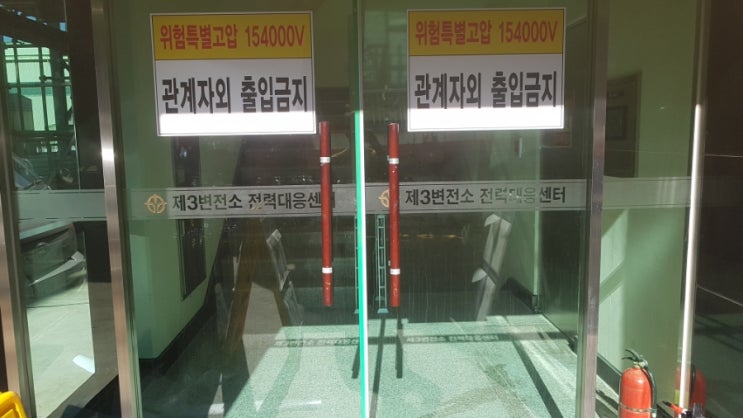 위험특별고압 154000V
관계자외 출입금지
위험특별고압 154000V
관계자외 출입금지
제3변전소 전력대응센터
제3변전소 전력대응센터